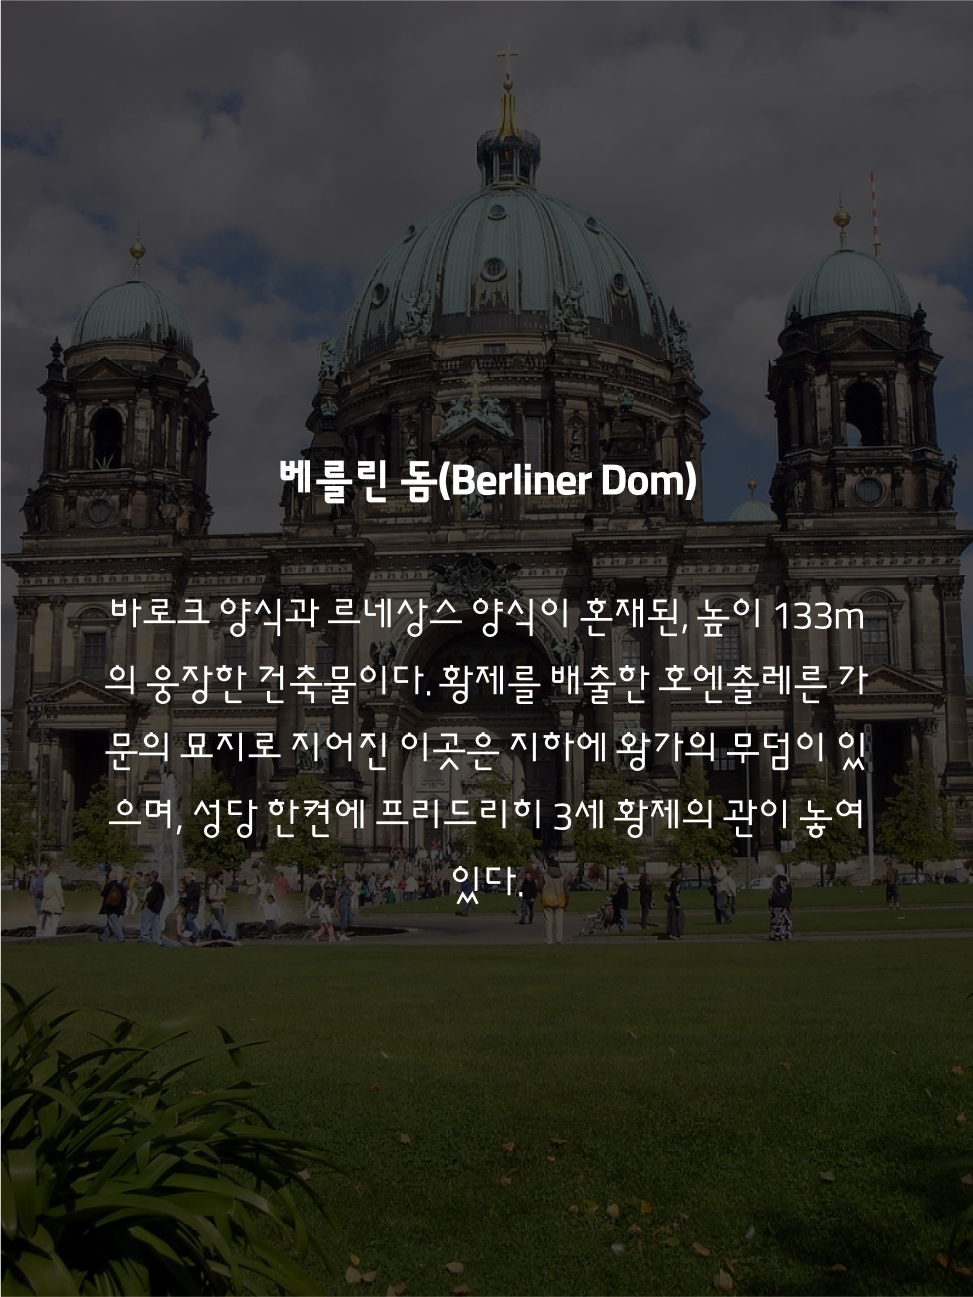 베를린 돔(Berliner Dom)
바로크 양식과 르네상스 양식이 혼재된, 높이 133m
의 웅장한 건축물이다. 황제를 배출한 호엔촐레른 가
문의 묘지로 지어진 이곳은 지하에 왕가의 무덤이 있
으며, 성당 한켠에 프리드리히 3세 황제의 관이 놓여
있다.